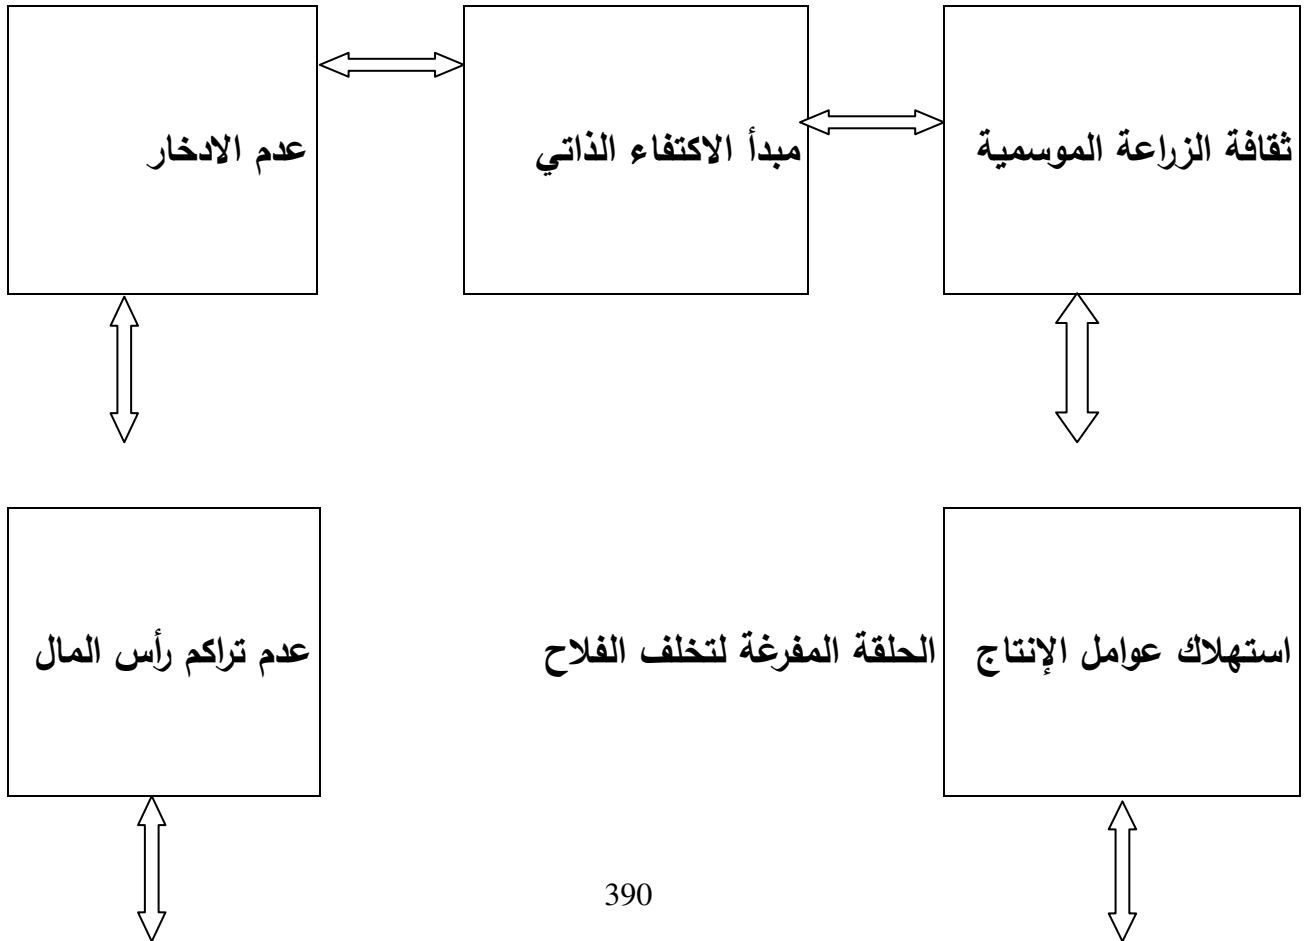 ثقافة الزراعة الموسمية
مبدأ الاكتفاء الذاتي
عدم الادخار
استهلاك عوامل الإنتاج
الحلقة المفرغة لتخلف الفلاح
عدم تراكم رأس المال
390